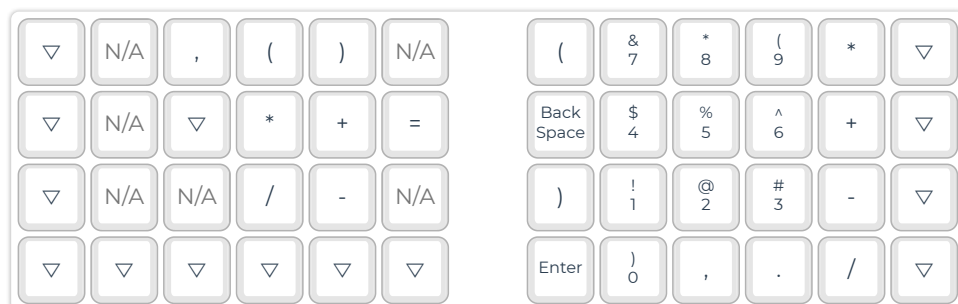 ▽ N/A , ( ) N/A ( & * ( * ▽
7 8 9
▽ N/A ▽ * + = Back Space $ % ^ + ▽
4 5 6
▽ N/A N/A / - N/A ) ! @ # - ▽
1 2 3
▽ ▽ ▽ ▽ ▽ ▽ Enter ) , . / ▽
0